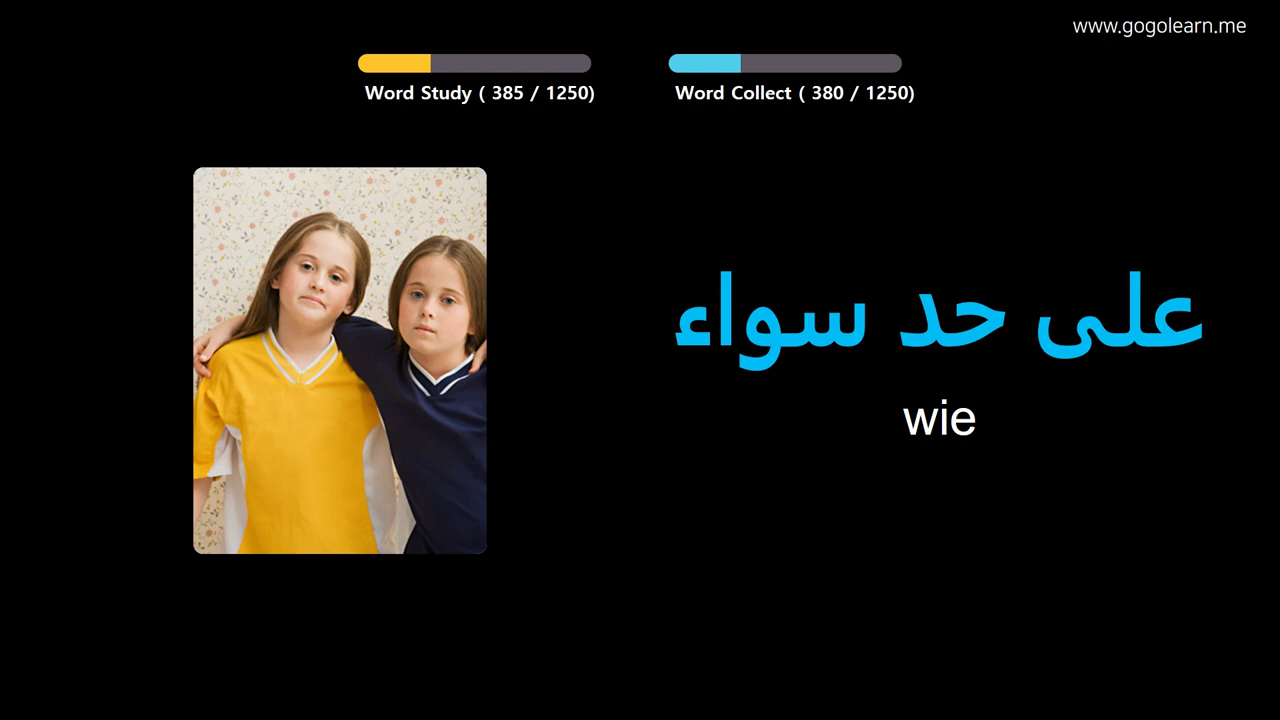 www.gogolearn.me
Word Study ( 385 / 1250)
Word Collect ( 380 / 1250)
على حد سواء
wie